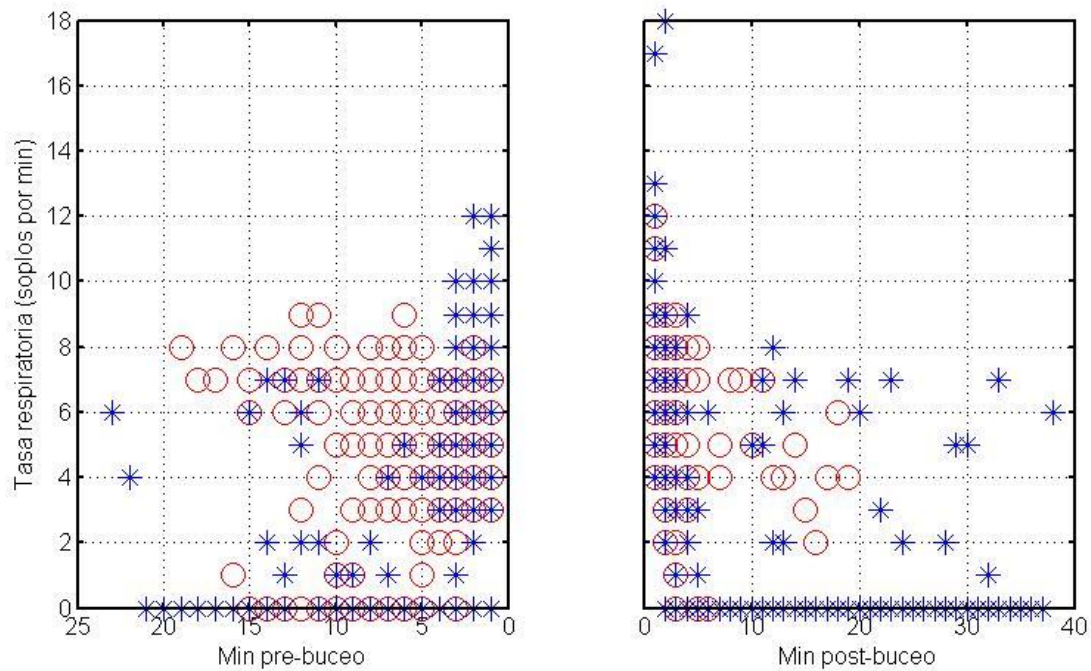 18
16
14
12
10
8
6
4
2
0
Tasa respiratoria (soplos por min)
25 20 15 10 5 0
Min pre-buceo
0 10 20 30 40
Min post-buceo